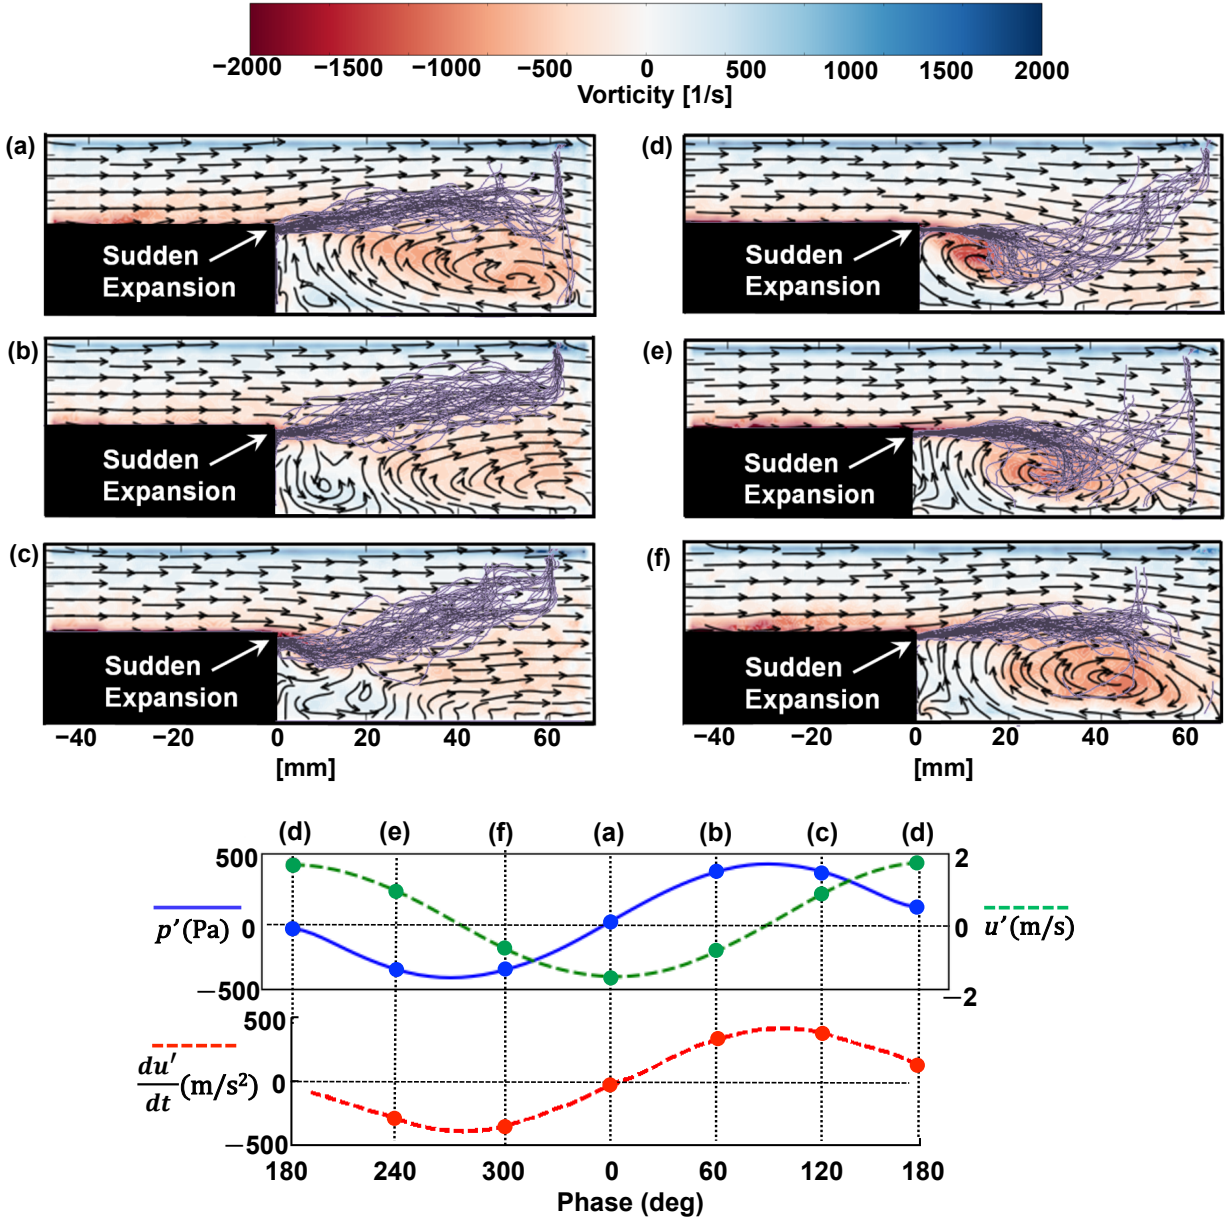 −2000 −1500 −1000 −500 0 500 1000 1500 2000
Vorticity [1/s]
(a)
Sudden
Expansion
(d)
Sudden
Expansion
(b)
Sudden
Expansion
(e)
Sudden
Expansion
(c)
Sudden
Expansion
(f)
Sudden
Expansion
−40 −20 0 20 40 60
[mm]
−40 −20 0 20 40 60
[mm]
(d) (e) (f) (a) (b) (c) (d)
500 2
p′(Pa) 0 0 u′(m/s)
−500 −2
500
du′/dt (m/s²) 0
−500
180 240 300 0 60 120 180
Phase (deg)